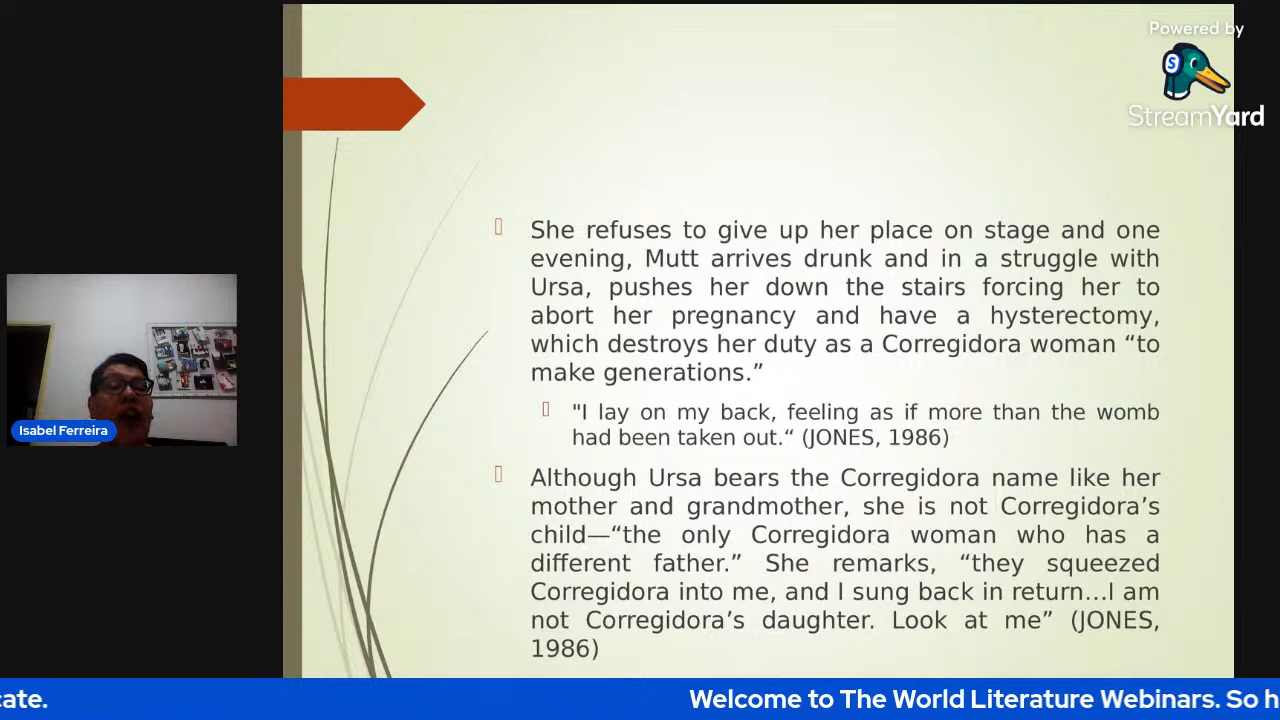 Powered by
StreamYard
She refuses to give up her place on stage and one
evening, Mutt arrives drunk and in a struggle with
Ursa, pushes her down the stairs forcing her to
abort her pregnancy and have a hysterectomy,
which destroys her duty as a Corregidora woman “to
make generations.”
"I lay on my back, feeling as if more than the womb
had been taken out.“ (JONES, 1986)
Although Ursa bears the Corregidora name like her
mother and grandmother, she is not Corregidora’s
child—“the only Corregidora woman who has a
different father.” She remarks, “they squeezed
Corregidora into me, and I sung back in return...I am
not Corregidora’s daughter. Look at me” (JONES,
1986)
Isabel Ferreira
cate. Welcome to The World Literature Webinars. So h